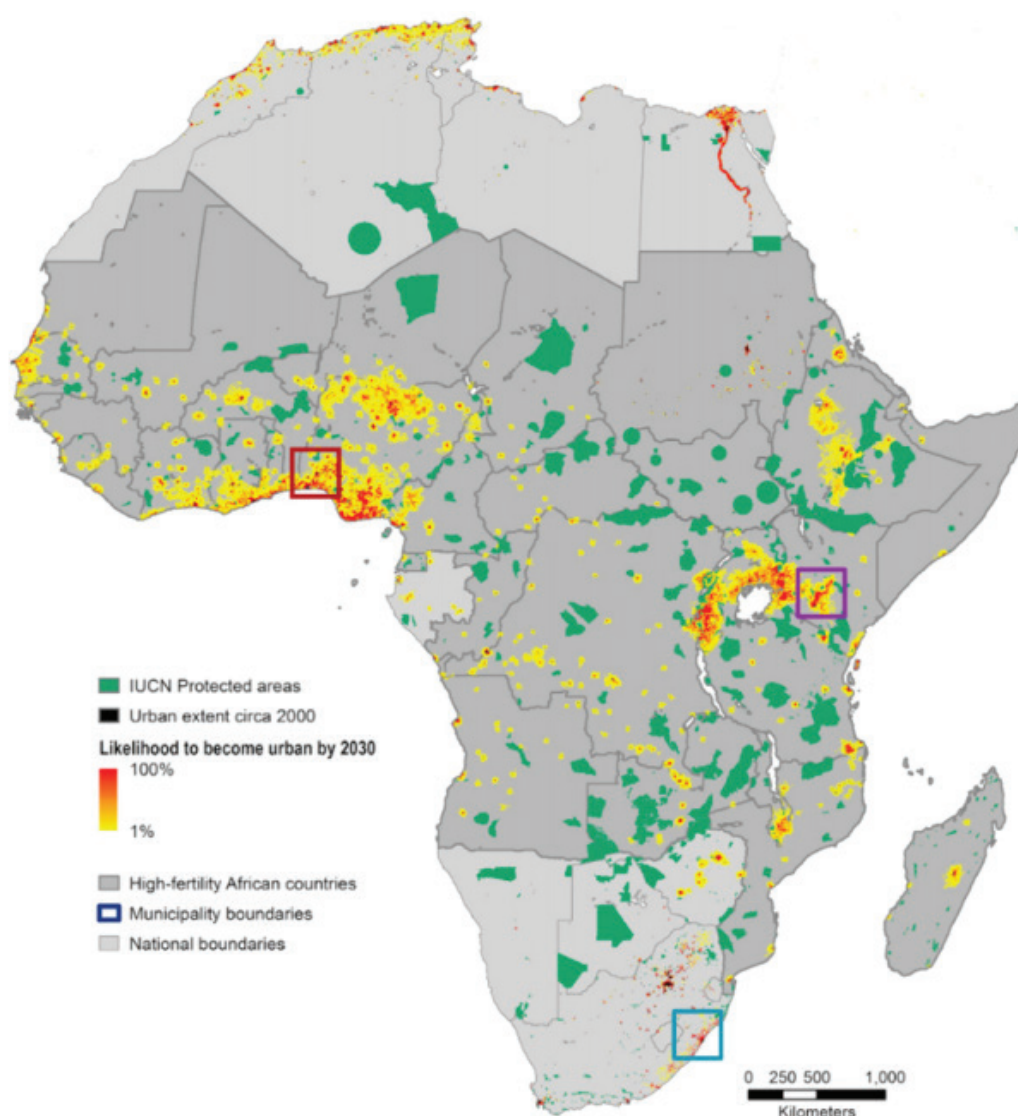 IUCN Protected areas
Urban extent circa 2000
Likelihood to become urban by 2030
100%
1%
High-fertility African countries
Municipality boundaries
National boundaries
0 250 500 1,000
Kilometers